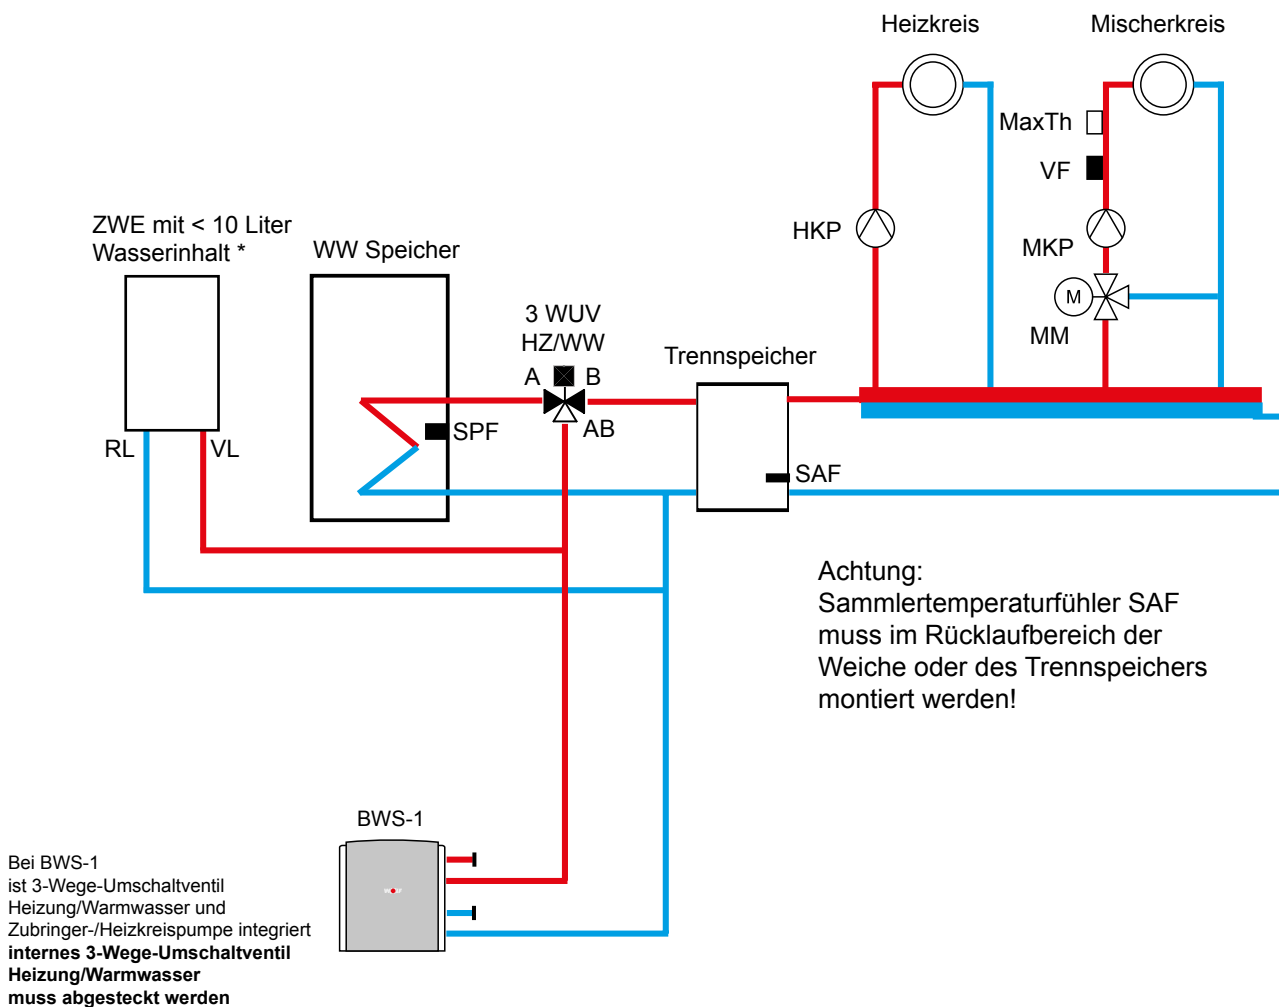 Heizkreis
Mischerkreis
MaxTh
VF
HKP
MKP
M
MM
ZWE mit < 10 Liter
Wasserinhalt *
WW Speicher
3 WUV
HZ/WW
A
B
AB
Trennspeicher
SPF
SAF
RL
VL
Achtung:
Sammlertemperaturfühler SAF
muss im Rücklaufbereich der
Weiche oder des Trennspeichers
montiert werden!
BWS-1
Bei BWS-1
ist 3-Wege-Umschaltventil
Heizung/Warmwasser und
Zubringer-/Heizkreispumpe integriert
internes 3-Wege-Umschaltventil
Heizung/Warmwasser
muss abgesteckt werden